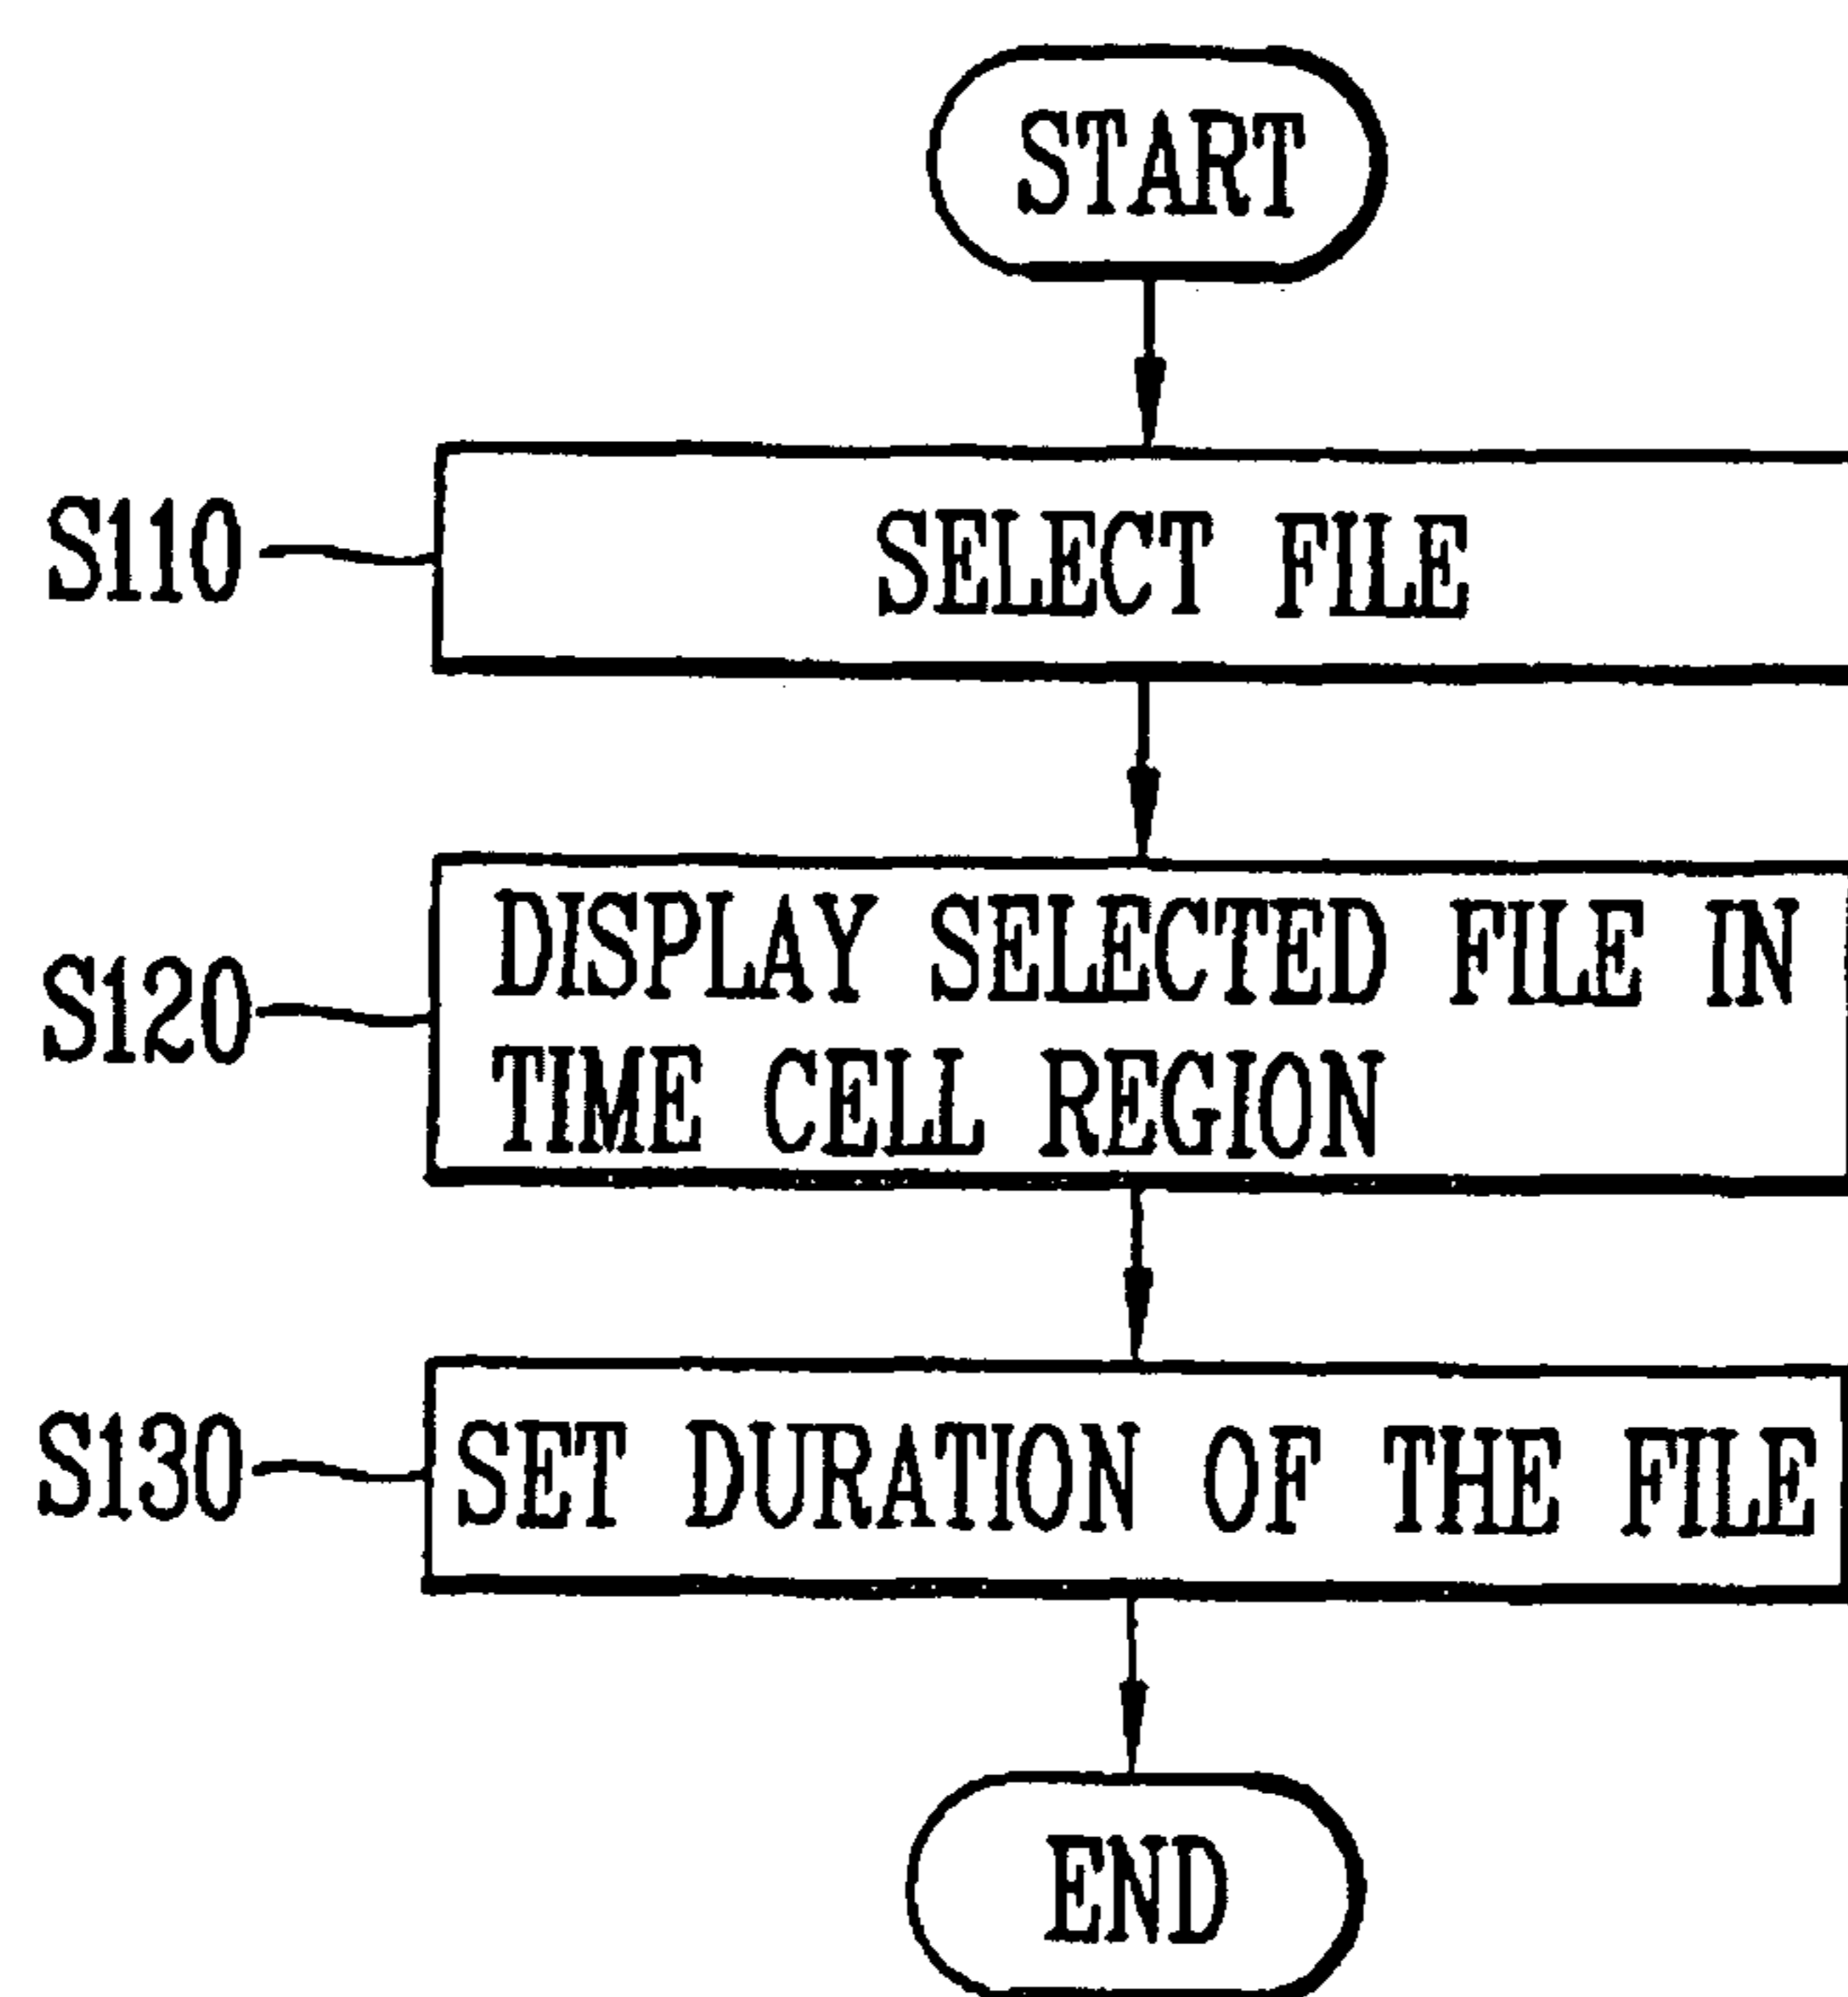 START
S110
SELECT FILE
S120
DISPLAY SELECTED FILE IN
TIME CELL REGION
S130
SET DURATION OF THE FILE
END